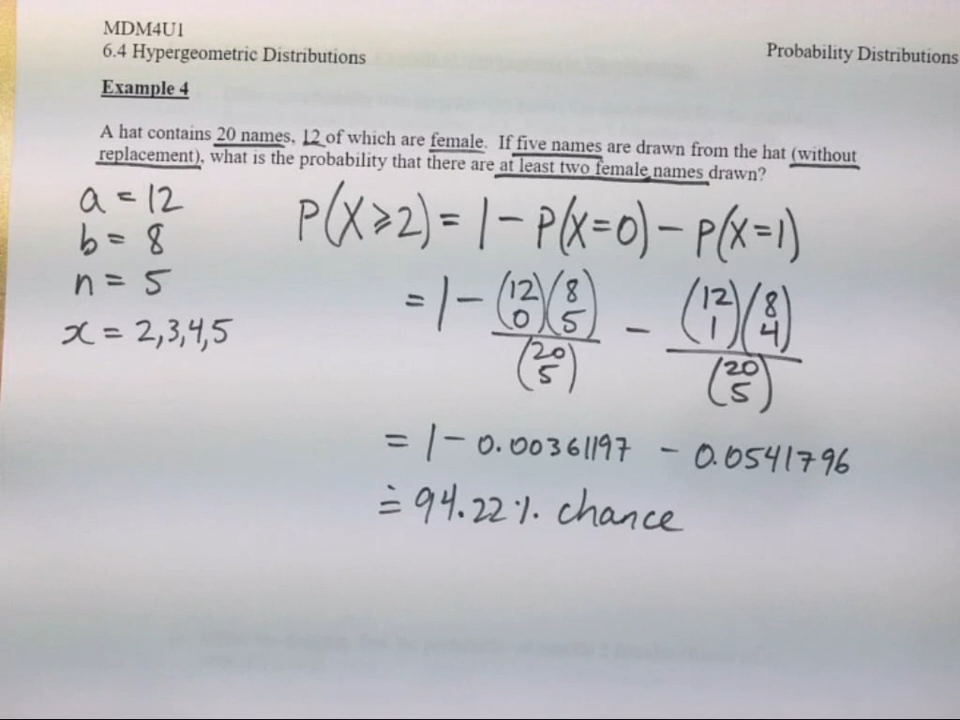 MDM4U1
6.4 Hypergeometric Distributions
Probability Distributions
Example 4
A hat contains 20 names, 12 of which are female. If five names are drawn from the hat (without
replacement), what is the probability that there are at least two female names drawn?
a = 12
b = 8
n = 5
x = 2,3,4,5
P(X≥2) = 1 - P(X=0) - P(X=1)
= 1 - (12 0)(8 5)/(20 5) - (12 1)(8 4)/(20 5)
= 1 - 0.00361197 - 0.0541796
≐ 94.22% chance